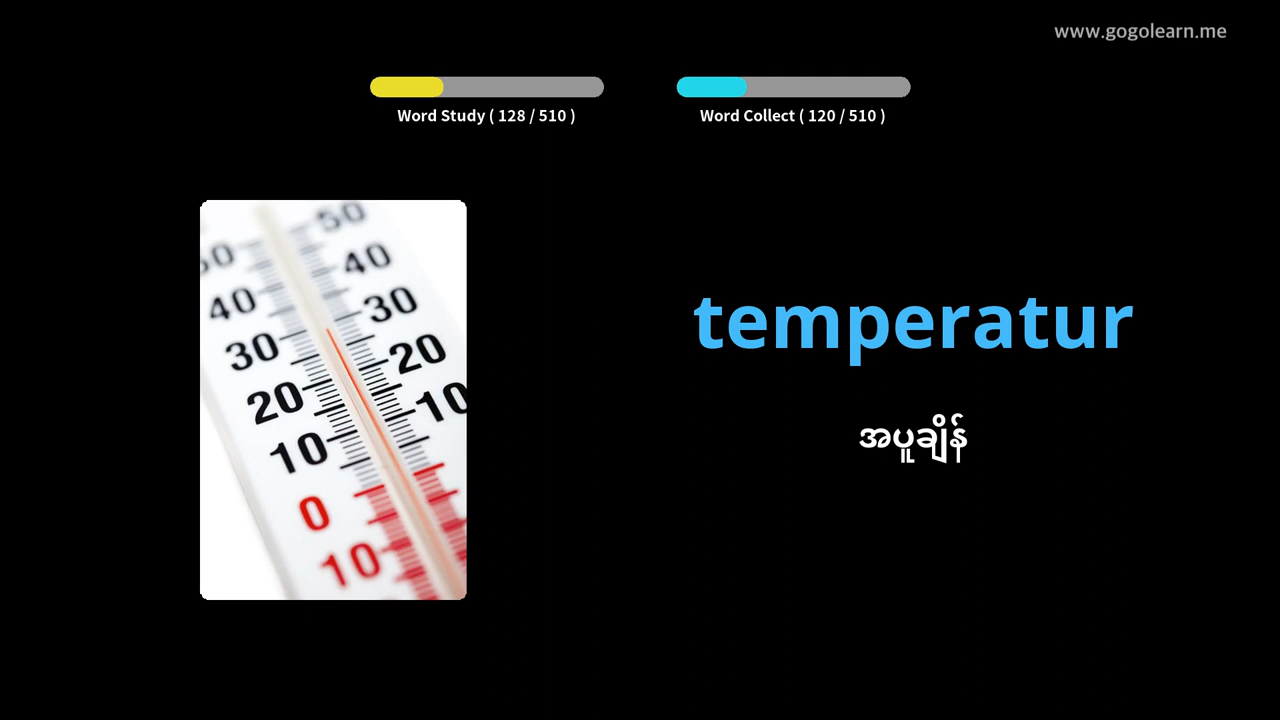 www.gogolearn.me
Word Study ( 128 / 510 )
Word Collect ( 120 / 510 )
temperatur
အပူချိန်
50
50
40
40
30
30
20
20
10
10
0
10